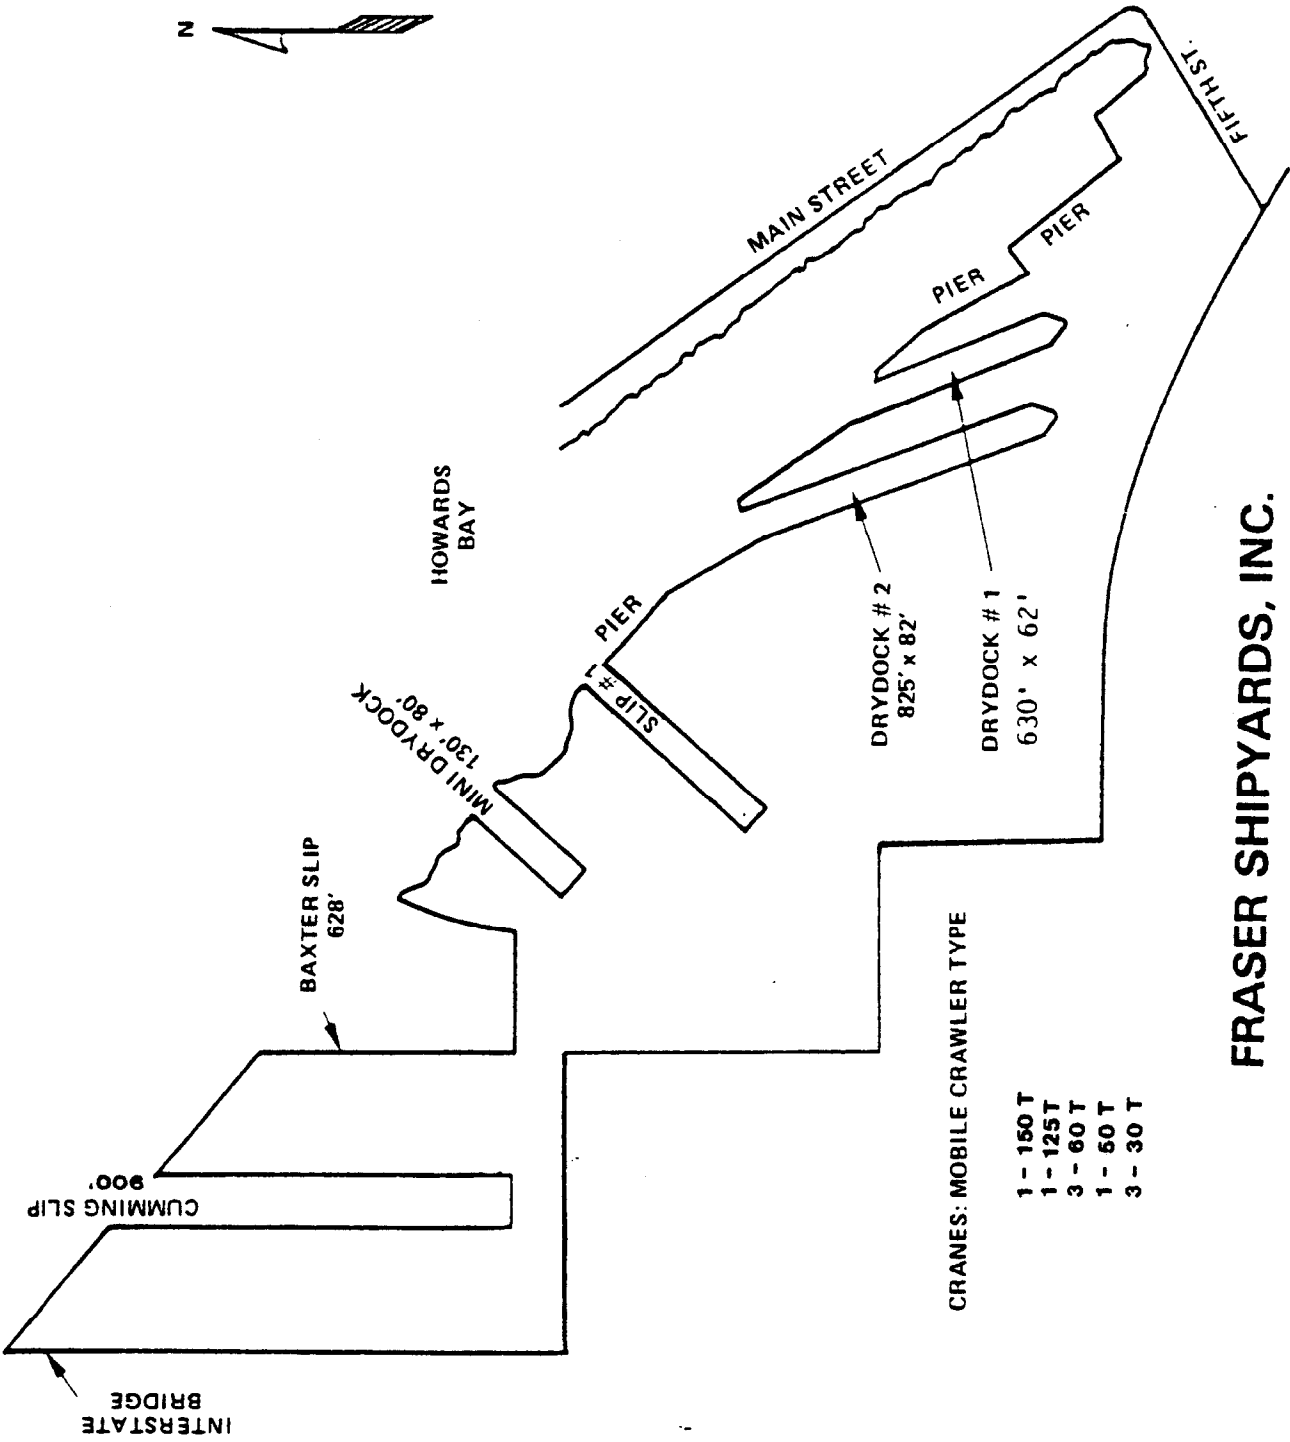 N
INTERSTATE
BRIDGE
CUMMING SLIP
900'
BAXTER SLIP
628'
MINI DRYDOCK
130' x 80'
SLIP # 1
PIER
HOWARDS
BAY
MAIN STREET
PIER
PIER
FIFTH ST.
DRYDOCK # 2
825' x 82'
DRYDOCK # 1
630' x 62'
CRANES: MOBILE CRAWLER TYPE
1 - 150 T
1 - 125 T
3 - 60 T
1 - 50 T
3 - 30 T
FRASER SHIPYARDS, INC.